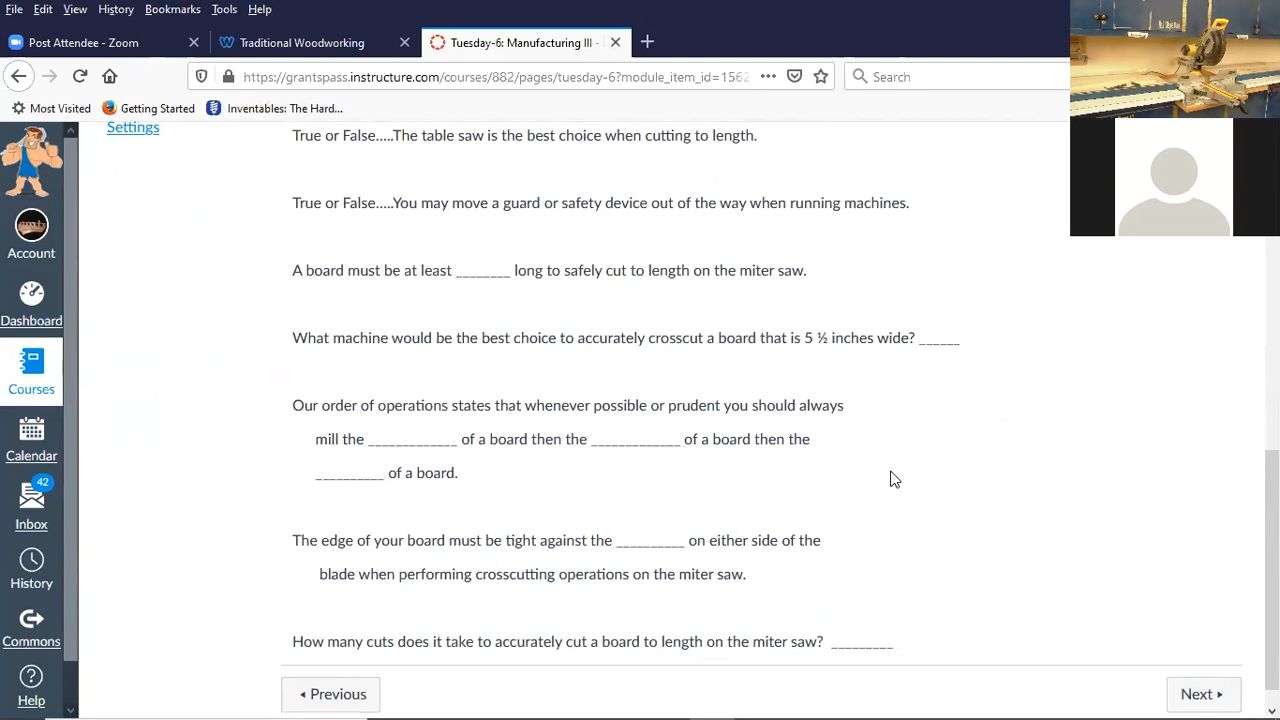 File Edit View History Bookmarks Tools Help
Post Attendee - Zoom
Traditional Woodworking
Tuesday-6: Manufacturing III -
https://grantspass.instructure.com/courses/882/pages/tuesday-6?module_item_id=1562
Search
Most Visited Getting Started Inventables: The Hard...
Settings
True or False.....The table saw is the best choice when cutting to length.
True or False.....You may move a guard or safety device out of the way when running machines.
A board must be at least ________ long to safely cut to length on the miter saw.
What machine would be the best choice to accurately crosscut a board that is 5 ½ inches wide? ______
Our order of operations states that whenever possible or prudent you should always
mill the _____________ of a board then the _____________ of a board then the
__________ of a board.
The edge of your board must be tight against the __________ on either side of the
blade when performing crosscutting operations on the miter saw.
How many cuts does it take to accurately cut a board to length on the miter saw? _________
Account
Dashboard
Courses
Calendar
42
Inbox
History
Commons
Help
Previous
Next